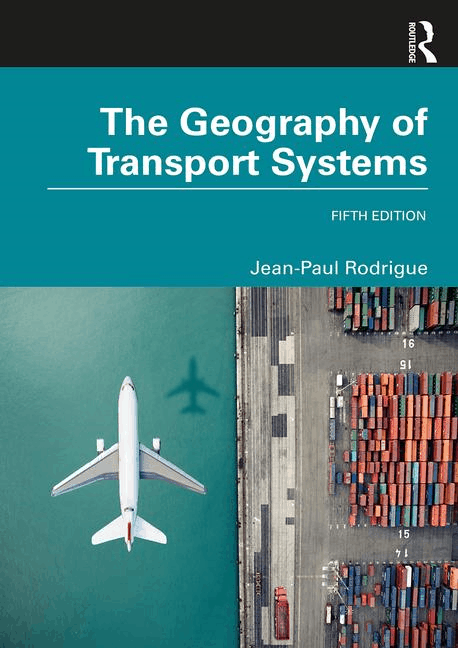 ROUTLEDGE
The Geography of
Transport Systems
FIFTH EDITION
Jean-Paul Rodrigue
16
15
15
14